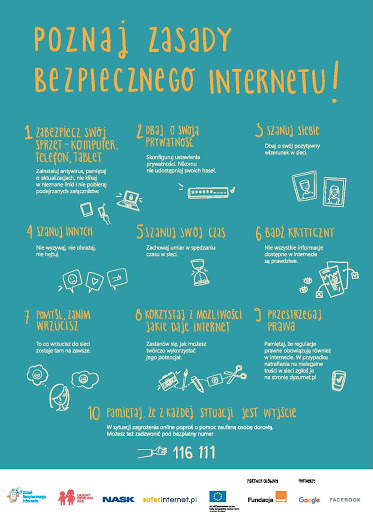 POZNAJ ZASADY
BEZPIECZNEGO INTERNETU!
1 ZABEZPIECZ SWÓJ
SPRZĘT - KOMPUTER,
TELEFON, TABLET
Zainstaluj antywirus, pamiętaj
o aktualizacjach, nie klikaj
w nieznane linki i nie pobieraj
podejrzanych załączników.
2 DBAJ O SWOJĄ
PRYWATNOŚĆ
Skonfiguruj ustawienia
prywatności. Nikomu
nie udostępniaj swoich haseł.
3 SZANUJ SIEBIE
Dbaj o swój pozytywny
wizerunek w sieci.
4 SZANUJ INNYCH
Nie wyzywaj, nie obrażaj,
nie hejtuj.
5 SZANUJ SWÓJ CZAS
Zachowaj umiar w spędzaniu
czasu w sieci.
6 BĄDŹ KRYTYCZNY
Nie wszystkie informacje
dostępne w internecie
są prawdziwe.
7 POMYŚL, ZANIM
WRZUCISZ
To co wrzucisz do sieci
zostaje tam na zawsze.
8 KORZYSTAJ Z MOŻLIWOŚCI
JAKIE DAJE INTERNET
Zastanów się, jak możesz
twórczo wykorzystać
jego potencjał.
9 PRZESTRZEGAJ
PRAWA
Pamiętaj, że regulacje
prawne obowiązują również
w internecie. W przypadku
natrafienia na nielegalne
treści w sieci zgłoś je
na stronie dyzurnet.pl
10 PAMIĘTAJ, ŻE Z KAŻDEJ SYTUACJI JEST WYJŚCIE
W sytuacji zagrożenia online poproś o pomoc zaufaną osobę dorosłą.
Możesz też zadzwonić pod bezpłatny numer
116 111
PARTNER GŁÓWNY
PARTNERZY
Dzień
Bezpiecznego
Internetu
NASK
saferinternet.pl
Fundacja
Google
FACEBOOK